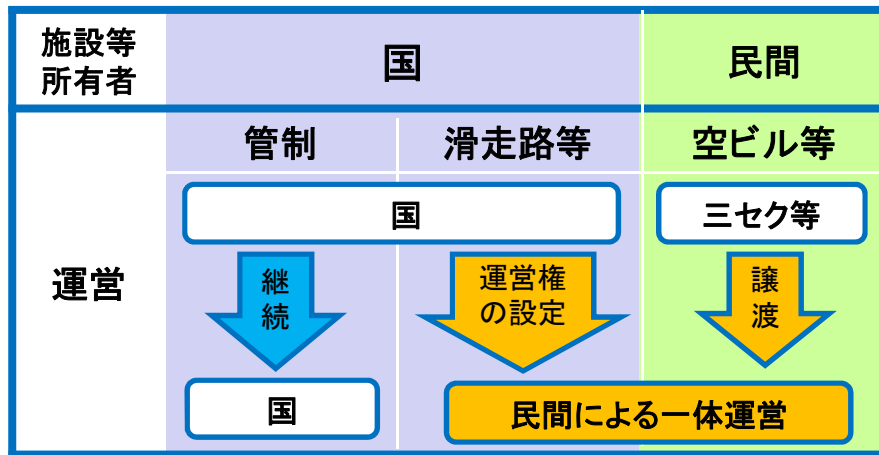 施設等
所有者
国
民間
管制
滑走路等
空ビル等
運営
国
三セク等
継
続
運営権
の設定
譲
渡
国
民間による一体運営